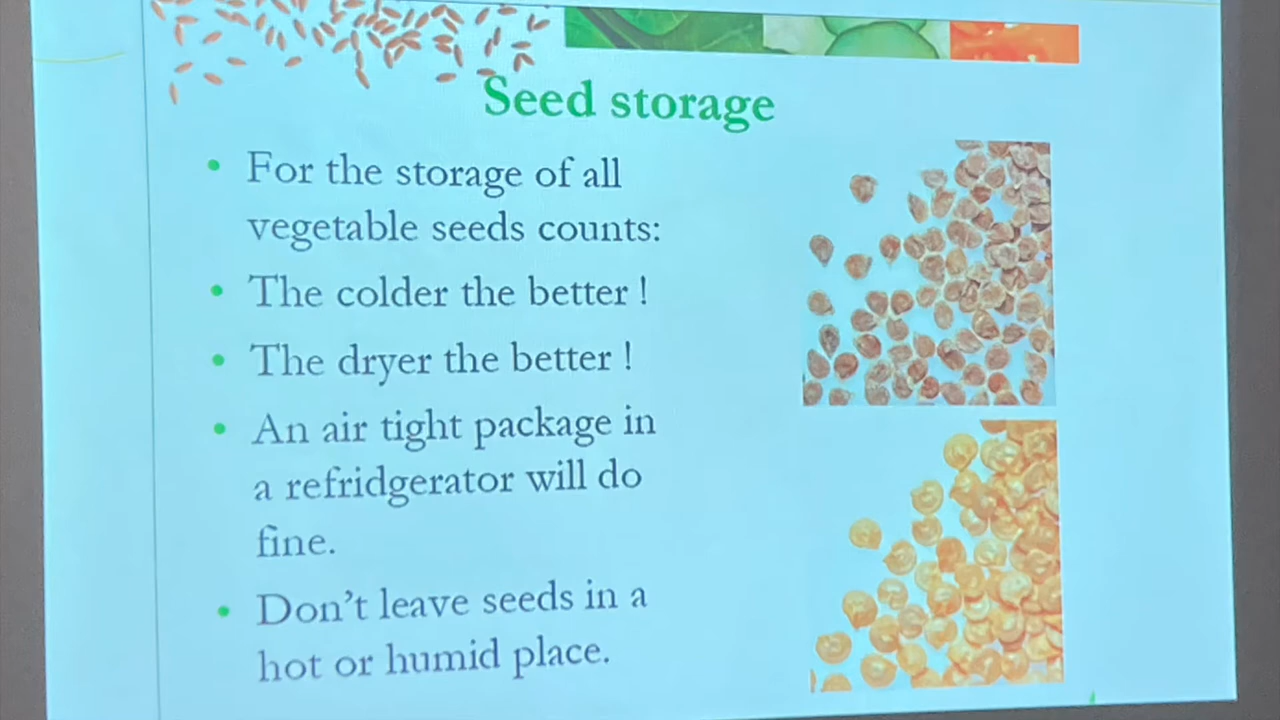 Seed storage
• For the storage of all
vegetable seeds counts:
• The colder the better !
• The dryer the better !
• An air tight package in
a refridgerator will do
fine.
• Don't leave seeds in a
hot or humid place.